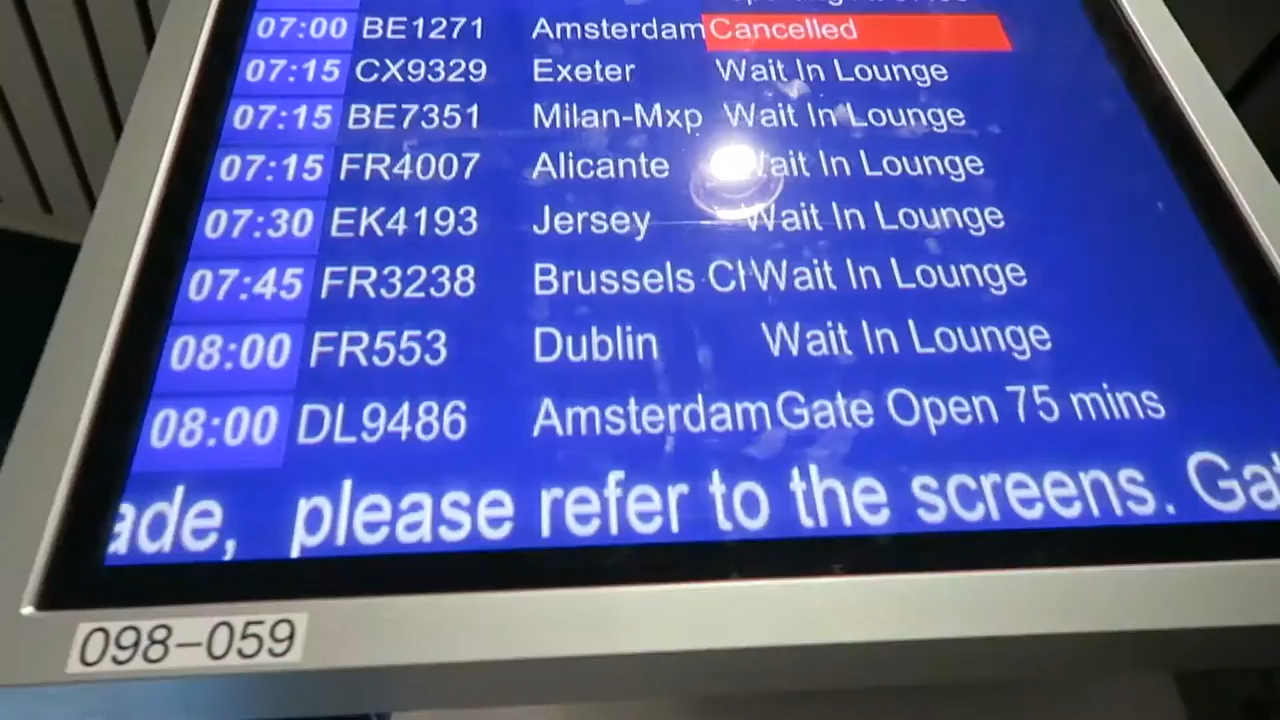 07:00 BE1271 Amsterdam Cancelled
07:15 CX9329 Exeter Wait In Lounge
07:15 BE7351 Milan-Mxp Wait In Lounge
07:15 FR4007 Alicante Wait In Lounge
07:30 EK4193 Jersey Wait In Lounge
07:45 FR3238 Brussels Ch Wait In Lounge
08:00 FR553 Dublin Wait In Lounge
08:00 DL9486 Amsterdam Gate Open 75 mins
ade, please refer to the screens. Ga
098-059